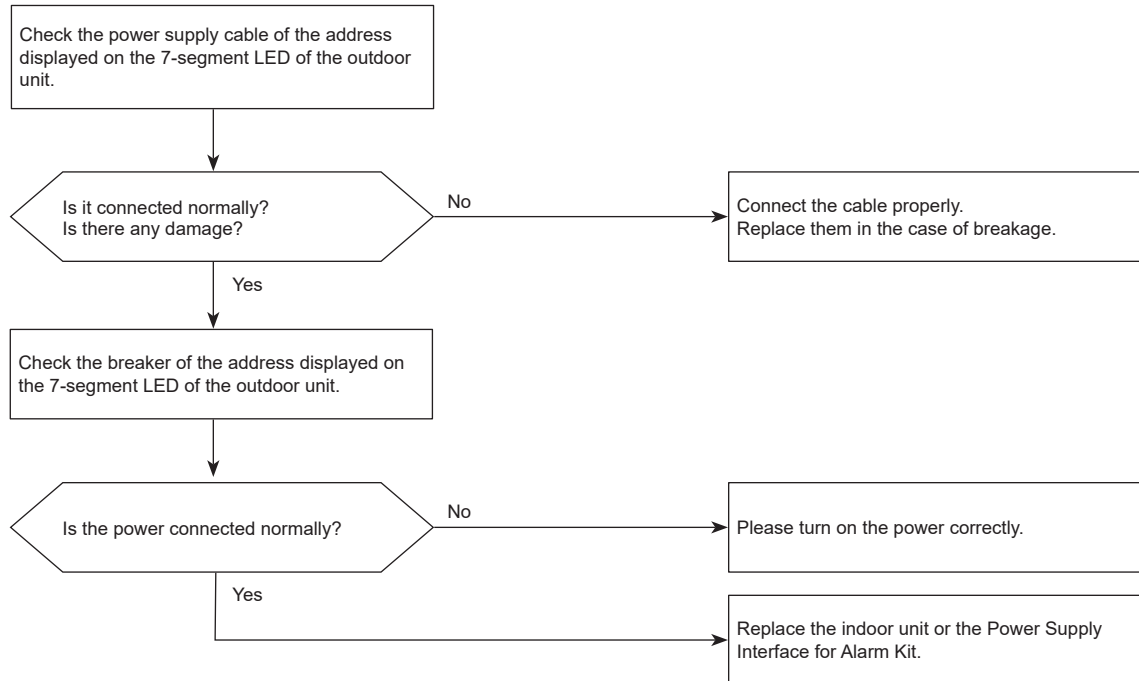 Check the power supply cable of the address
displayed on the 7-segment LED of the outdoor
unit.
Is it connected normally?
Is there any damage?
No
Connect the cable properly.
Replace them in the case of breakage.
Yes
Check the breaker of the address displayed on
the 7-segment LED of the outdoor unit.
Is the power connected normally?
No
Please turn on the power correctly.
Yes
Replace the indoor unit or the Power Supply
Interface for Alarm Kit.